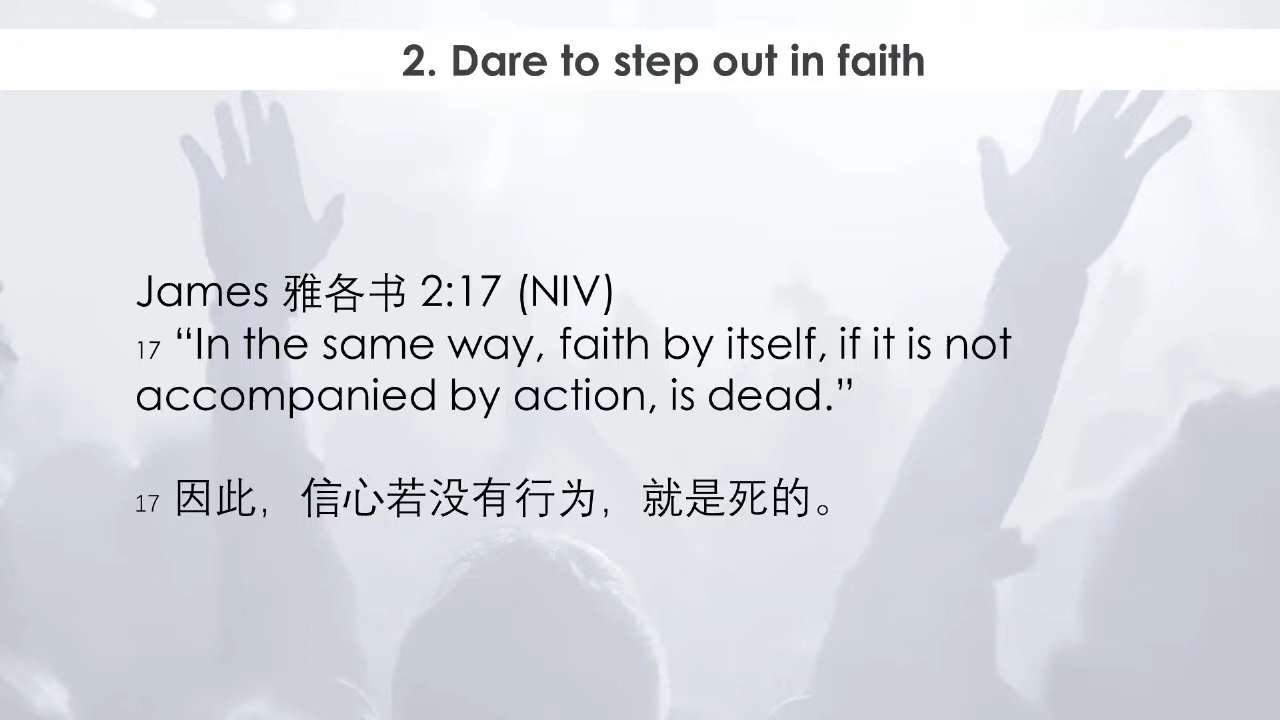 2. Dare to step out in faith
James 雅各书 2:17 (NIV)
17 “In the same way, faith by itself, if it is not
accompanied by action, is dead.”
17 因此，信心若没有行为，就是死的。